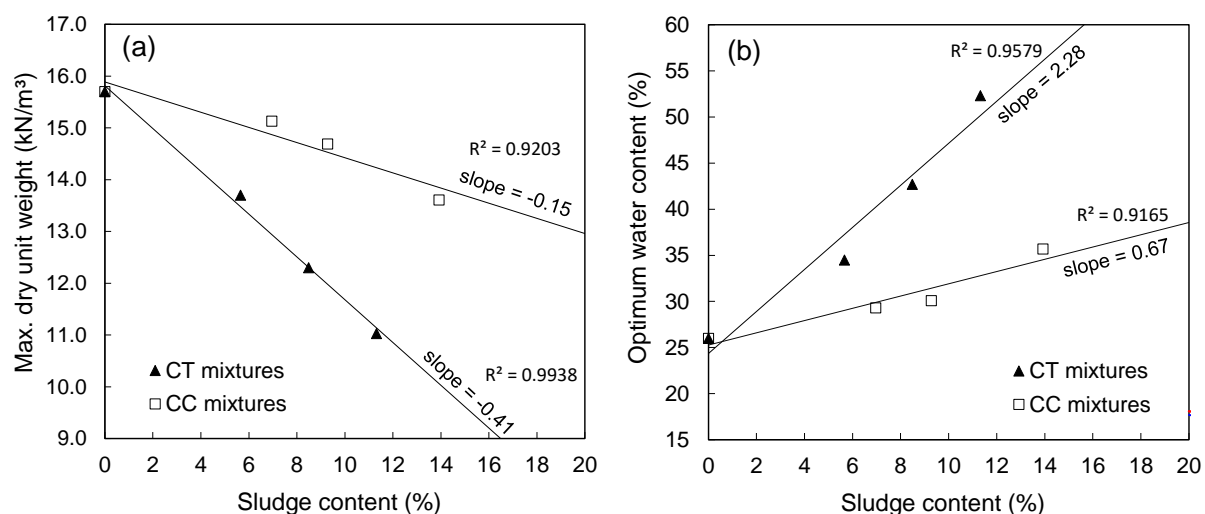 (a)
17.0
16.0
15.0
14.0
13.0
12.0
11.0
10.0
9.0
Max. dry unit weight (kN/m³)
R² = 0.9203
slope = -0.15
slope = -0.41
R² = 0.9938
CT mixtures
CC mixtures
0 2 4 6 8 10 12 14 16 18 20
Sludge content (%)
(b)
60
55
50
45
40
35
30
25
20
15
Optimum water content (%)
R² = 0.9579
slope = 2.28
R² = 0.9165
slope = 0.67
CT mixtures
CC mixtures
0 2 4 6 8 10 12 14 16 18 20
Sludge content (%)